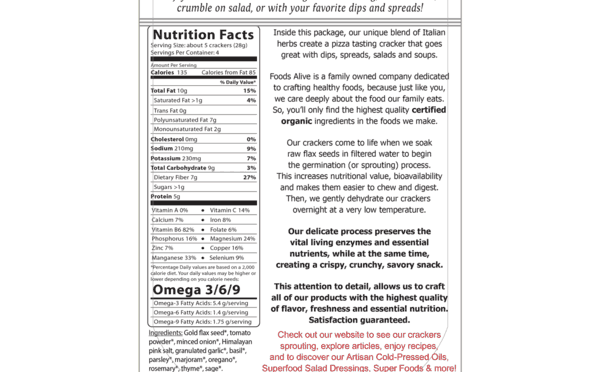 crumble on salad, or with your favorite dips and spreads!
Nutrition Facts
Serving Size: about 5 crackers (28g)
Servings Per Container: 4
Amount Per Serving
Calories 135 Calories from Fat 85
% Daily Value*
Total Fat 10g 15%
Saturated Fat >1g 4%
Trans Fat 0g
Polyunsaturated Fat 7g
Monounsaturated Fat 2g
Cholesterol 0mg 0%
Sodium 210mg 9%
Potassium 230mg 7%
Total Carbohydrate 9g 3%
Dietary Fiber 7g 27%
Sugars >1g
Protein 5g
Vitamin A 0% • Vitamin C 14%
Calcium 7% • Iron 8%
Vitamin B6 82% • Folate 6%
Phosphorus 16% • Magnesium 24%
Zinc 7% • Copper 16%
Manganese 33% • Selenium 9%
*Percentage Daily values are based on a 2,000
calorie diet. Your daily values may be higher or
lower depending on you calorie needs.
Omega 3/6/9
Omega-3 Fatty Acids: 5.4 g/serving
Omega-6 Fatty Acids: 1.4 g/serving
Omega-9 Fatty Acids: 1.75 g/serving
Ingredients: Gold flax seed*, tomato
powder*, minced onion*, Himalayan
pink salt, granulated garlic*, basil*,
parsley*, marjoram*, oregano*,
rosemary*, thyme*, sage*.
Inside this package, our unique blend of Italian
herbs create a pizza tasting cracker that goes
great with dips, spreads, salads and soups.
Foods Alive is a family owned company dedicated
to crafting healthy foods, because just like you,
we care deeply about the food our family eats.
So, you'll only find the highest quality certified
organic ingredients in the foods we make.
Our crackers come to life when we soak
raw flax seeds in filtered water to begin
the germination (or sprouting) process.
This increases nutritional value, bioavailability
and makes them easier to chew and digest.
Then, we gently dehydrate our crackers
overnight at a very low temperature.
Our delicate process preserves the
vital living enzymes and essential
nutrients, while at the same time,
creating a crispy, crunchy, savory snack.
This attention to detail, allows us to craft
all of our products with the highest quality
of flavor, freshness and essential nutrition.
Satisfaction guaranteed.
Check out our website to see our crackers
sprouting, explore articles, enjoy recipes,
and to discover our Artisan Cold-Pressed Oils,
Superfood Salad Dressings, Super Foods & more!